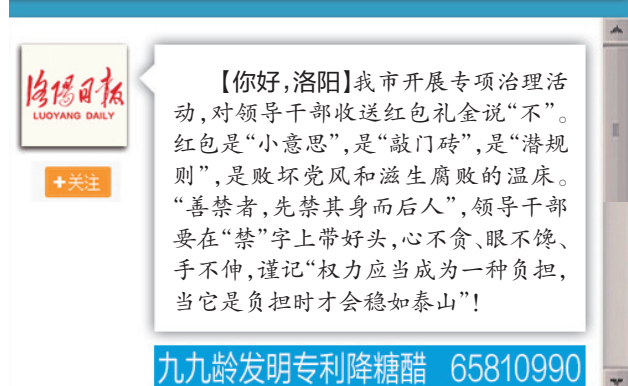 洛阳日报
LUOYANG DAILY
+关注
【你好,洛阳】我市开展专项治理活
动,对领导干部收送红包礼金说“不”。
红包是“小意思”,是“敲门砖”,是“潜规
则”,是败坏党风和滋生腐败的温床。
“善禁者,先禁其身而后人”,领导干部
要在“禁”字上带好头,心不贪、眼不馋、
手不伸,谨记“权力应当成为一种负担,
当它是负担时才会稳如泰山”!
九九龄发明专利降糖醋 65810990